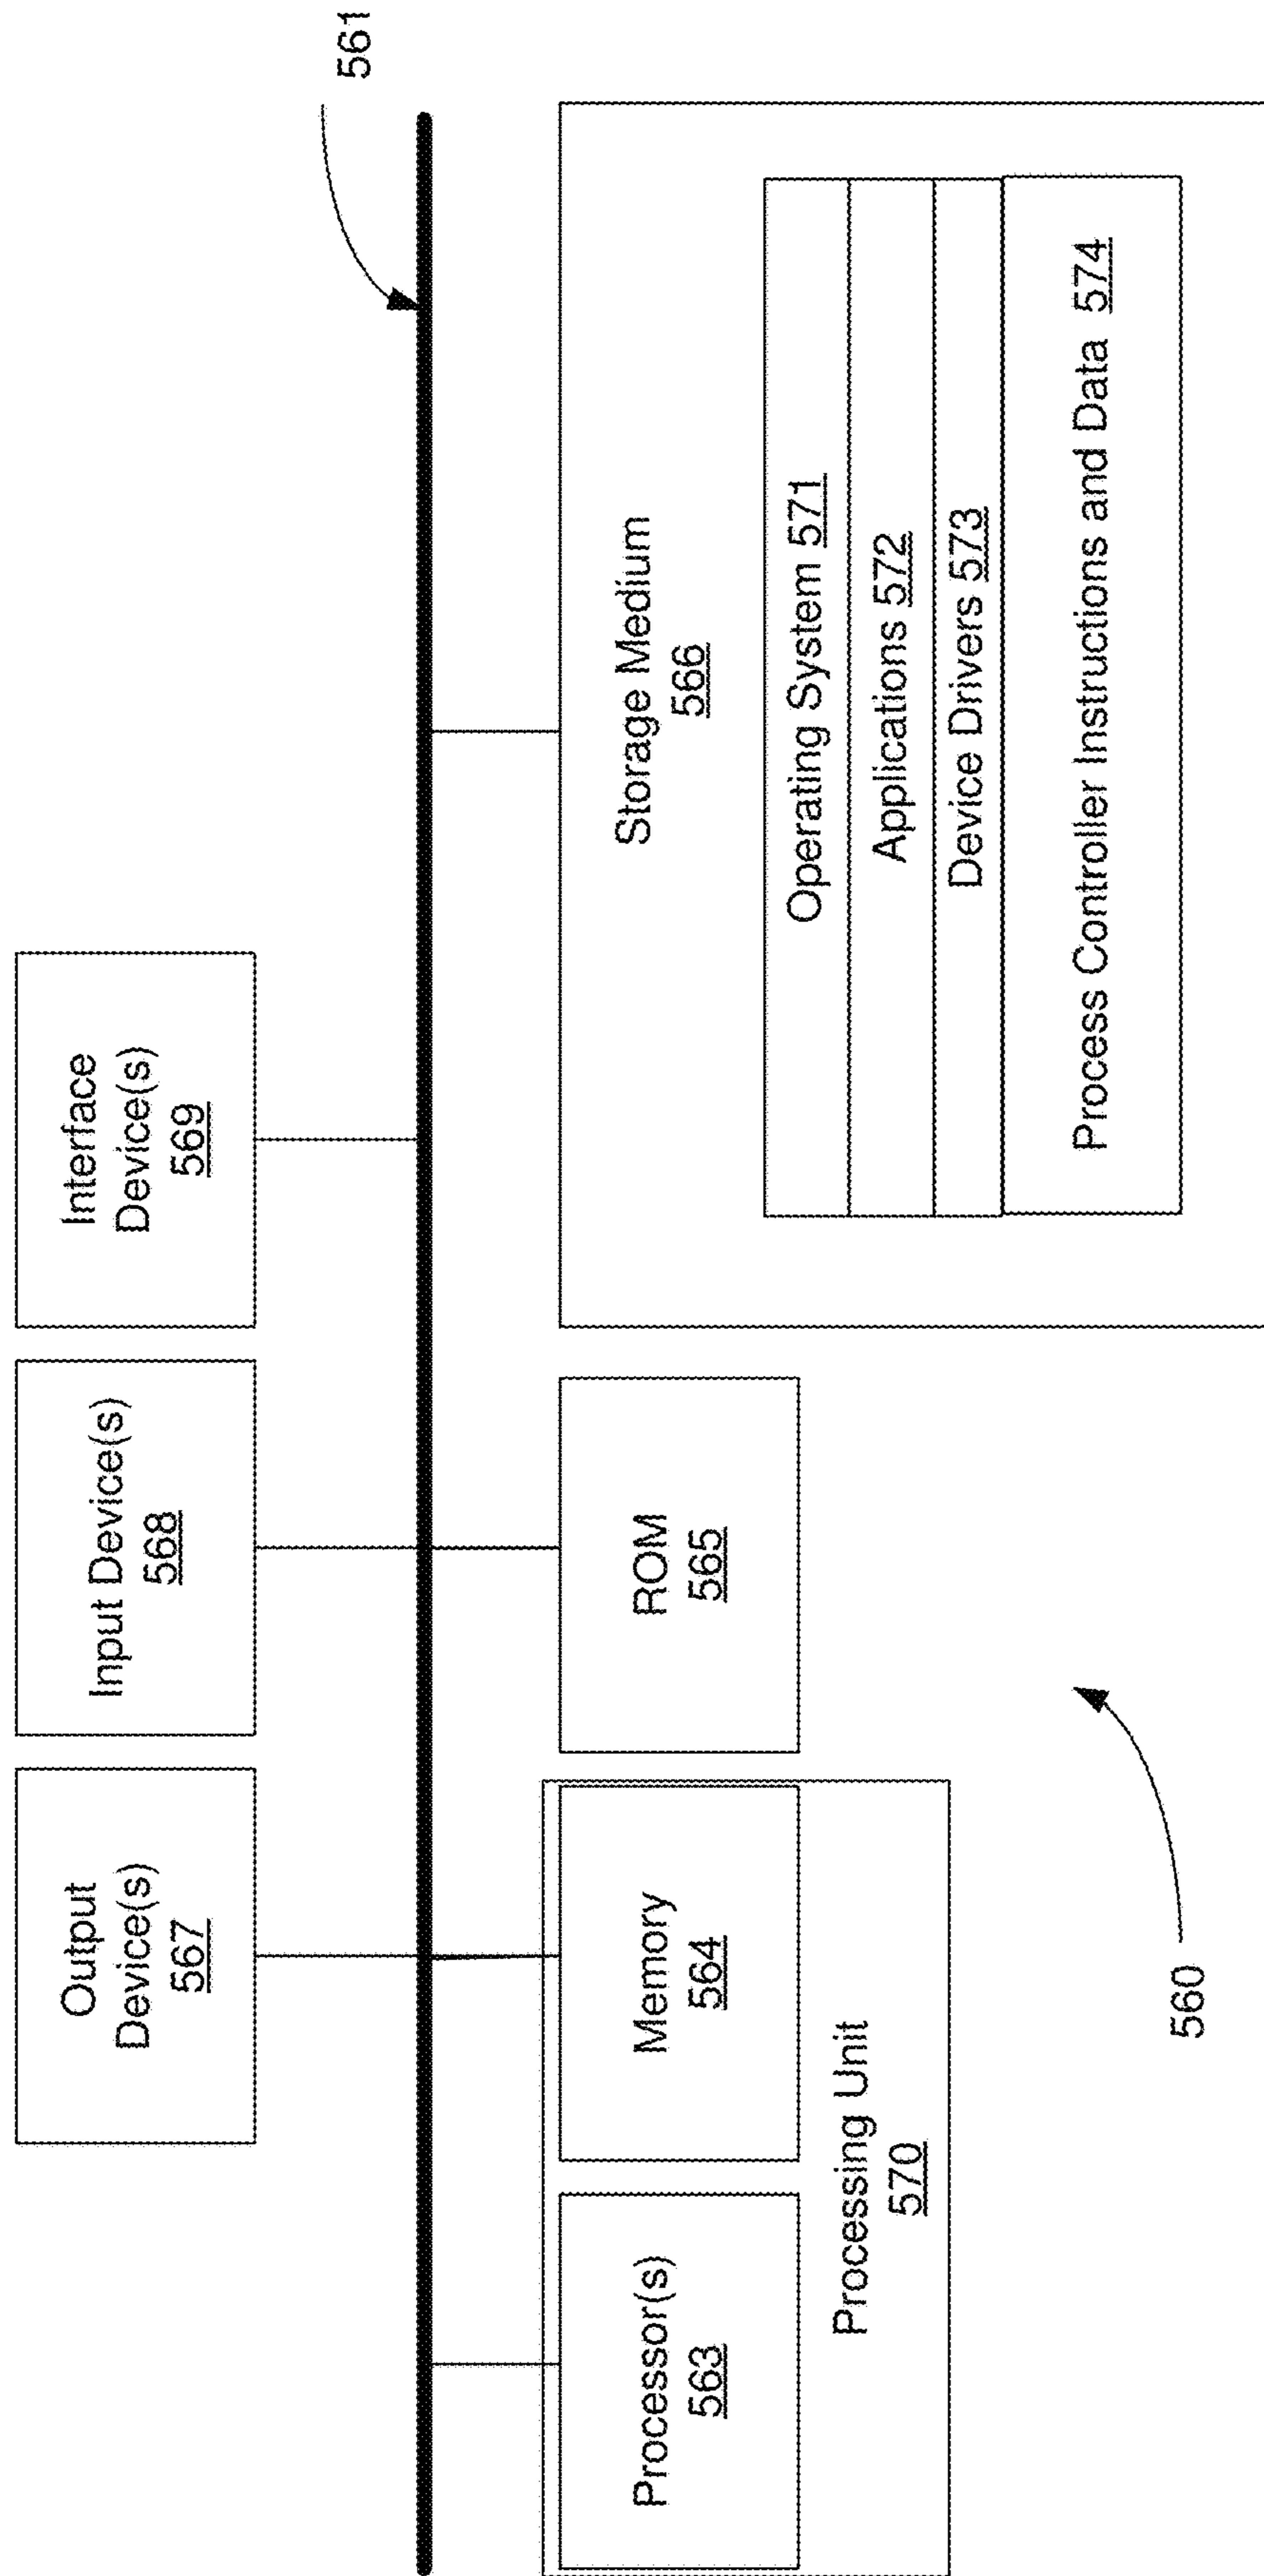 Output
Device(s)
567
Input Device(s)
568
Interface
Device(s)
569
561
Processor(s)
563
Memory
564
Processing Unit
570
ROM
565
Storage Medium
566
Operating System 571
Applications 572
Device Drivers 573
Process Controller Instructions and Data 574
560